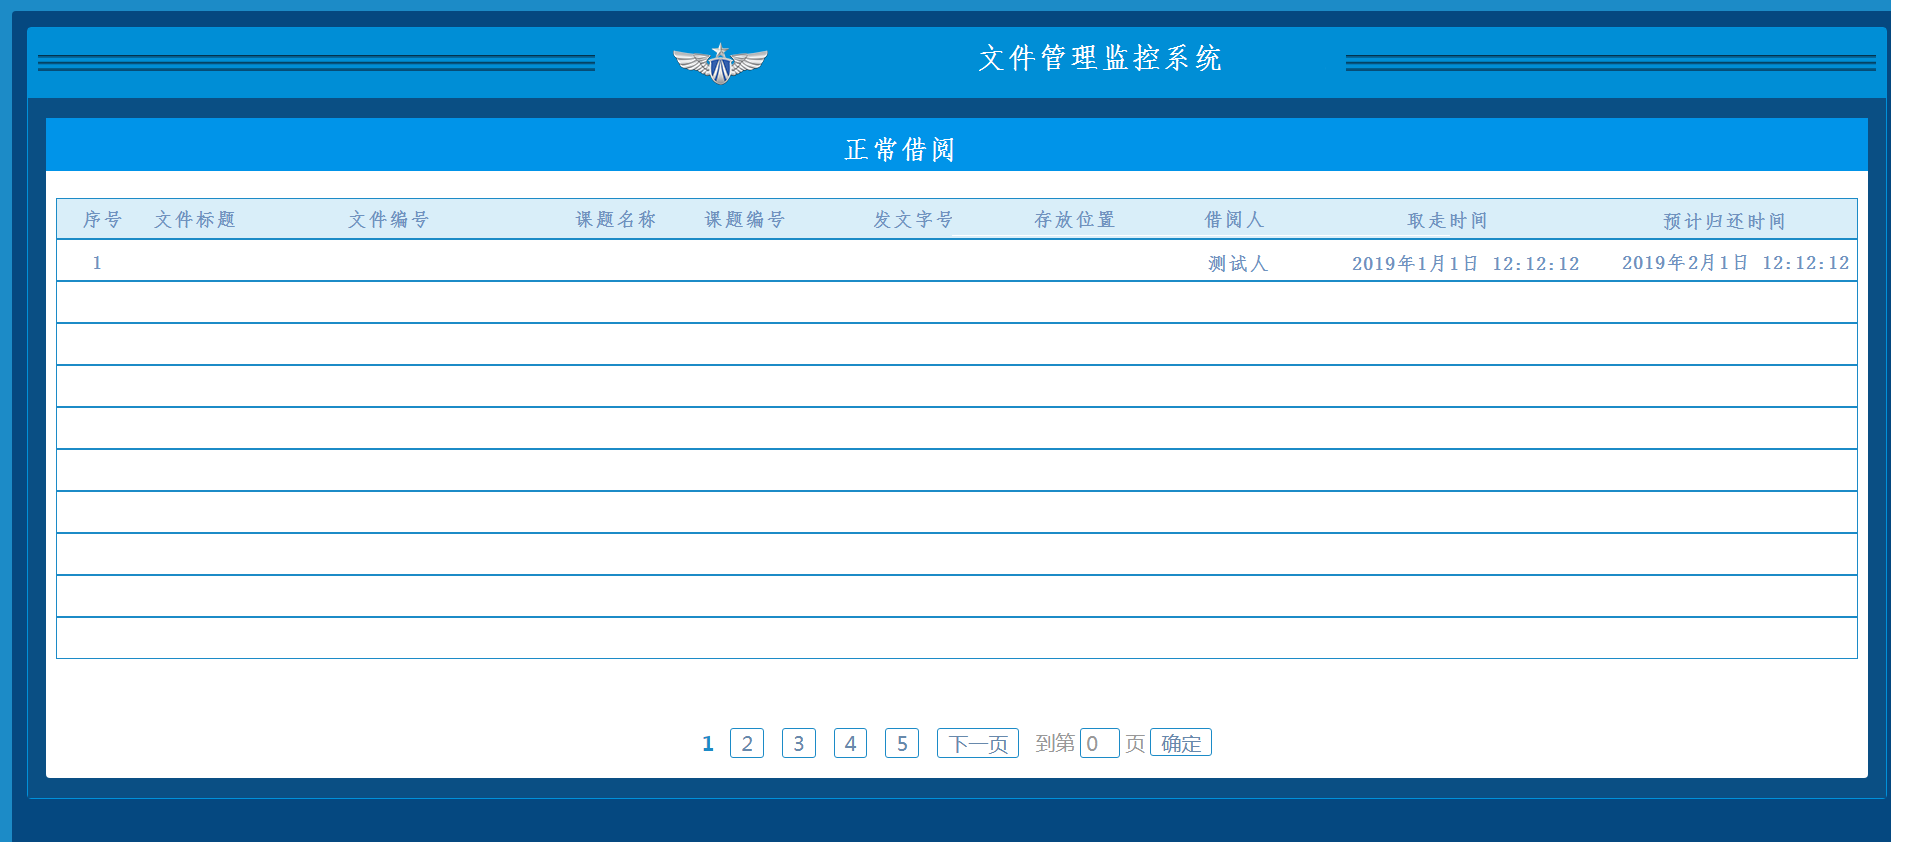 文件管理监控系统
正常借阅
序号 文件标题 文件编号 课题名称 课题编号 发文字号 存放位置 借阅人 取走时间 预计归还时间
1 测试人 2019年1月1日 12:12:12 2019年2月1日 12:12:12
1 2 3 4 5 下一页 到第 0 页 确定